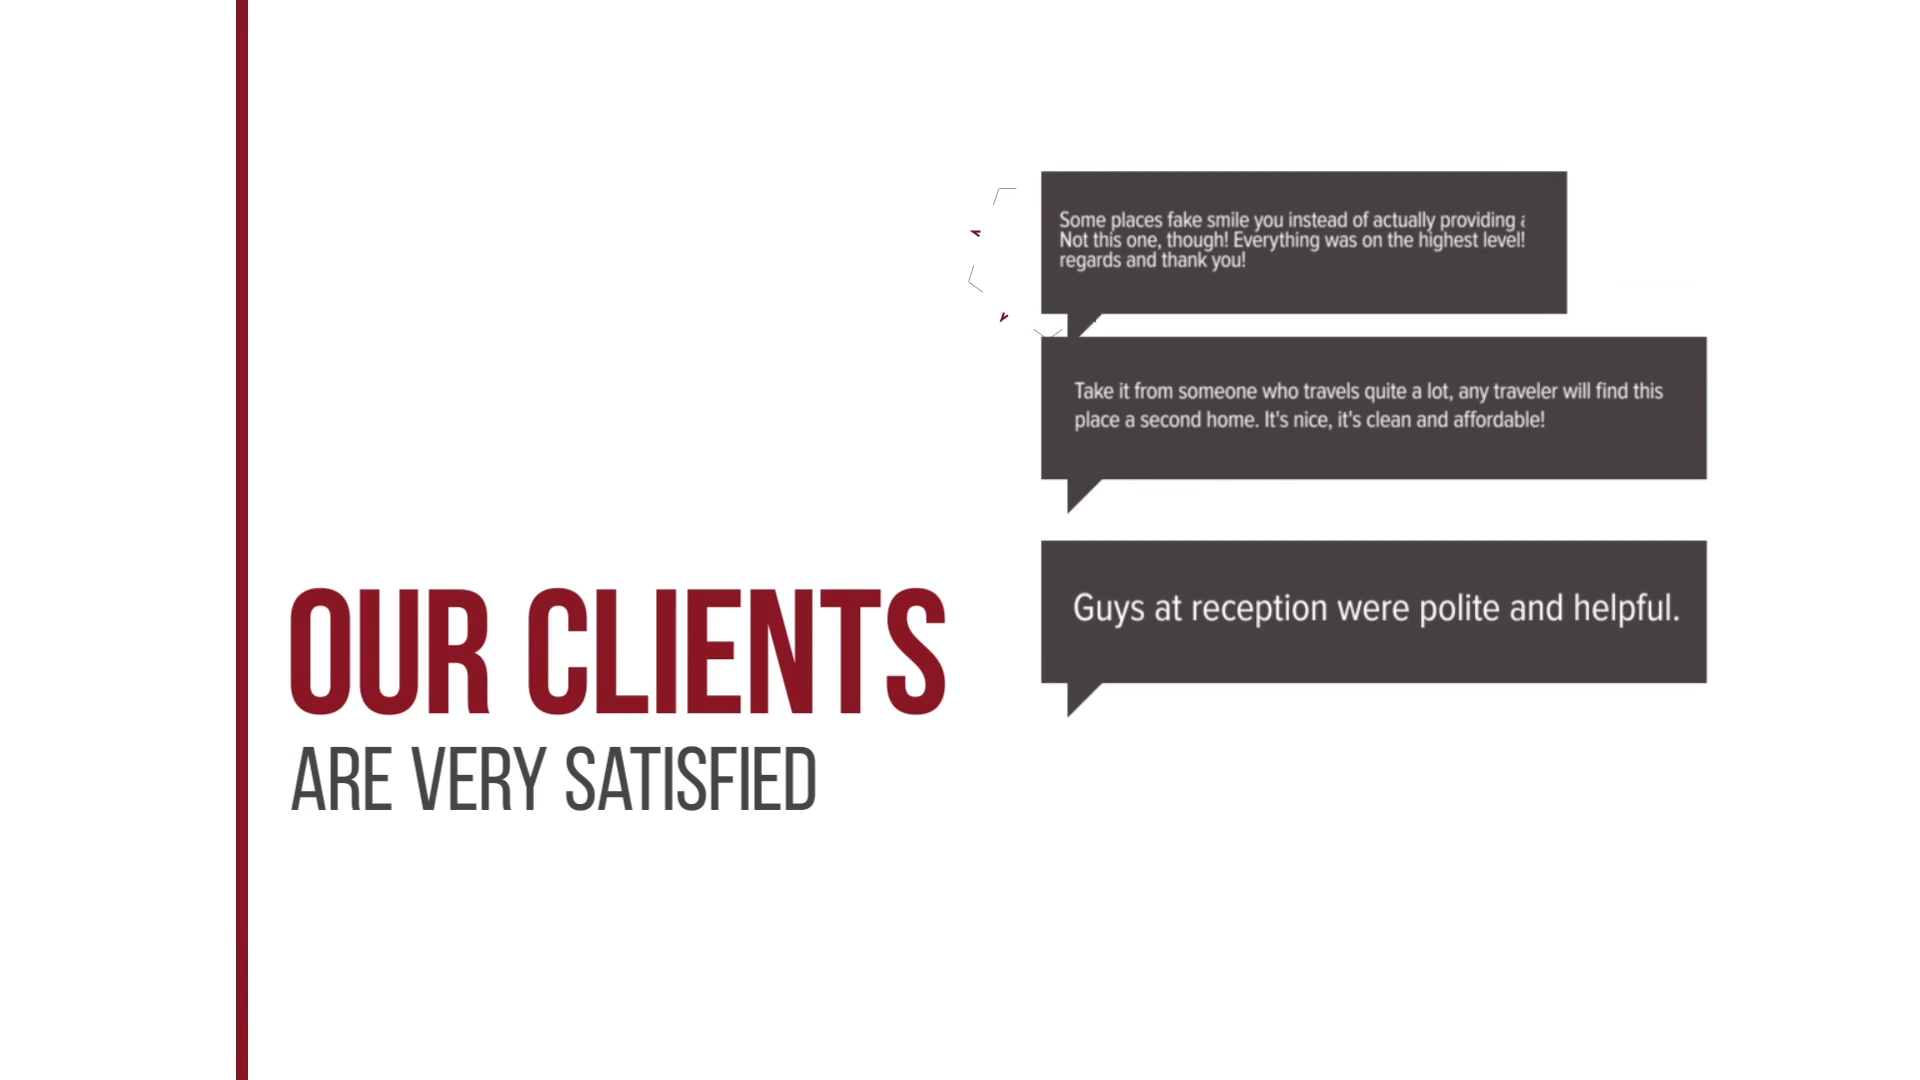 Some places fake smile you instead of actually providing
Not this one, though! Everything was on the highest level!
regards and thank you!
Take it from someone who travels quite a lot, any traveler will find this
place a second home. It's nice, it's clean and affordable!
Guys at reception were polite and helpful.
OUR CLIENTS
ARE VERY SATISFIED